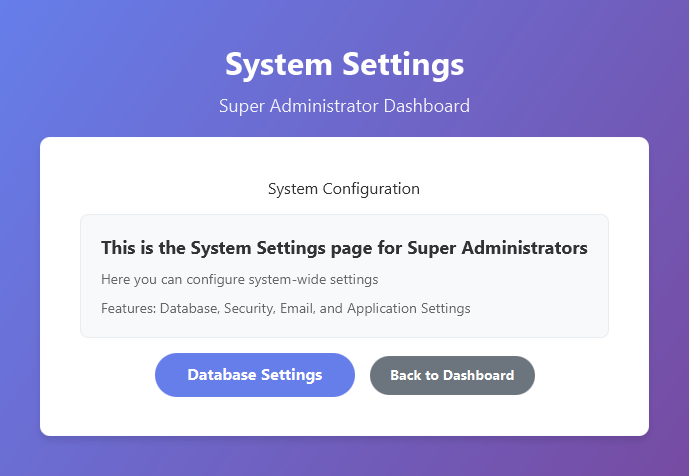 System Settings
Super Administrator Dashboard
System Configuration
This is the System Settings page for Super Administrators
Here you can configure system-wide settings
Features: Database, Security, Email, and Application Settings
Database Settings
Back to Dashboard